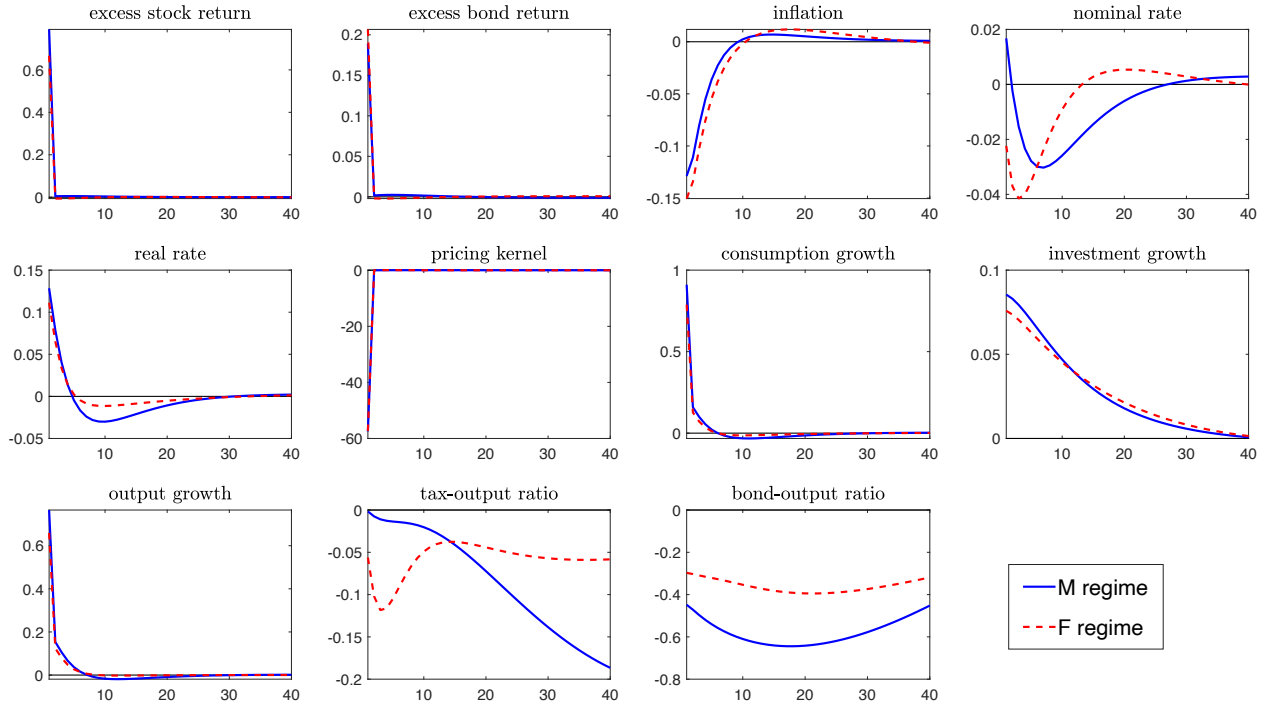 excess stock return
0.6
0.4
0.2
0
10 20 30 40
excess bond return
0.2
0.15
0.1
0.05
0
10 20 30 40
inflation
0
-0.05
-0.1
-0.15
10 20 30 40
nominal rate
0.02
0
-0.02
-0.04
10 20 30 40
real rate
0.15
0.1
0.05
0
-0.05
10 20 30 40
pricing kernel
0
-20
-40
-60
10 20 30 40
consumption growth
1
0.5
0
10 20 30 40
investment growth
0.1
0.05
0
10 20 30 40
output growth
0.6
0.4
0.2
0
10 20 30 40
tax-output ratio
0
-0.05
-0.1
-0.15
-0.2
10 20 30 40
bond-output ratio
0
-0.2
-0.4
-0.6
-0.8
10 20 30 40
M regime
F regime